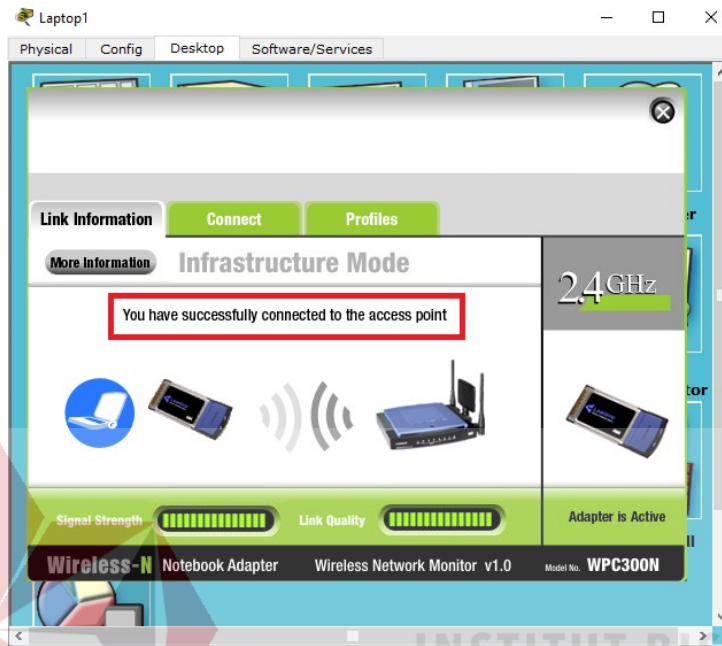 Laptop1
Physical Config Desktop Software/Services
Link Information Connect Profiles
More Information Infrastructure Mode
2.4 GHz
You have successfully connected to the access point
Signal Strength Link Quality Adapter is Active
Wireless-N Notebook Adapter Wireless Network Monitor v1.0 Model No. WPC300N